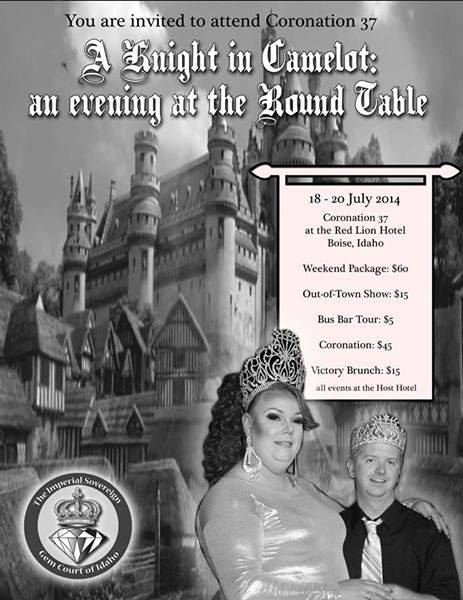 You are invited to attend Coronation 37
A Knight in Camelot:
an evening at the Round Table
18 - 20 July 2014
Coronation 37
at the Red Lion Hotel
Boise, Idaho
Weekend Package: $60
Out-of-Town Show: $15
Bus Bar Tour: $5
Coronation: $45
Victory Brunch: $15
all events at the Host Hotel
The Imperial Sovereign
Gem Court of Idaho